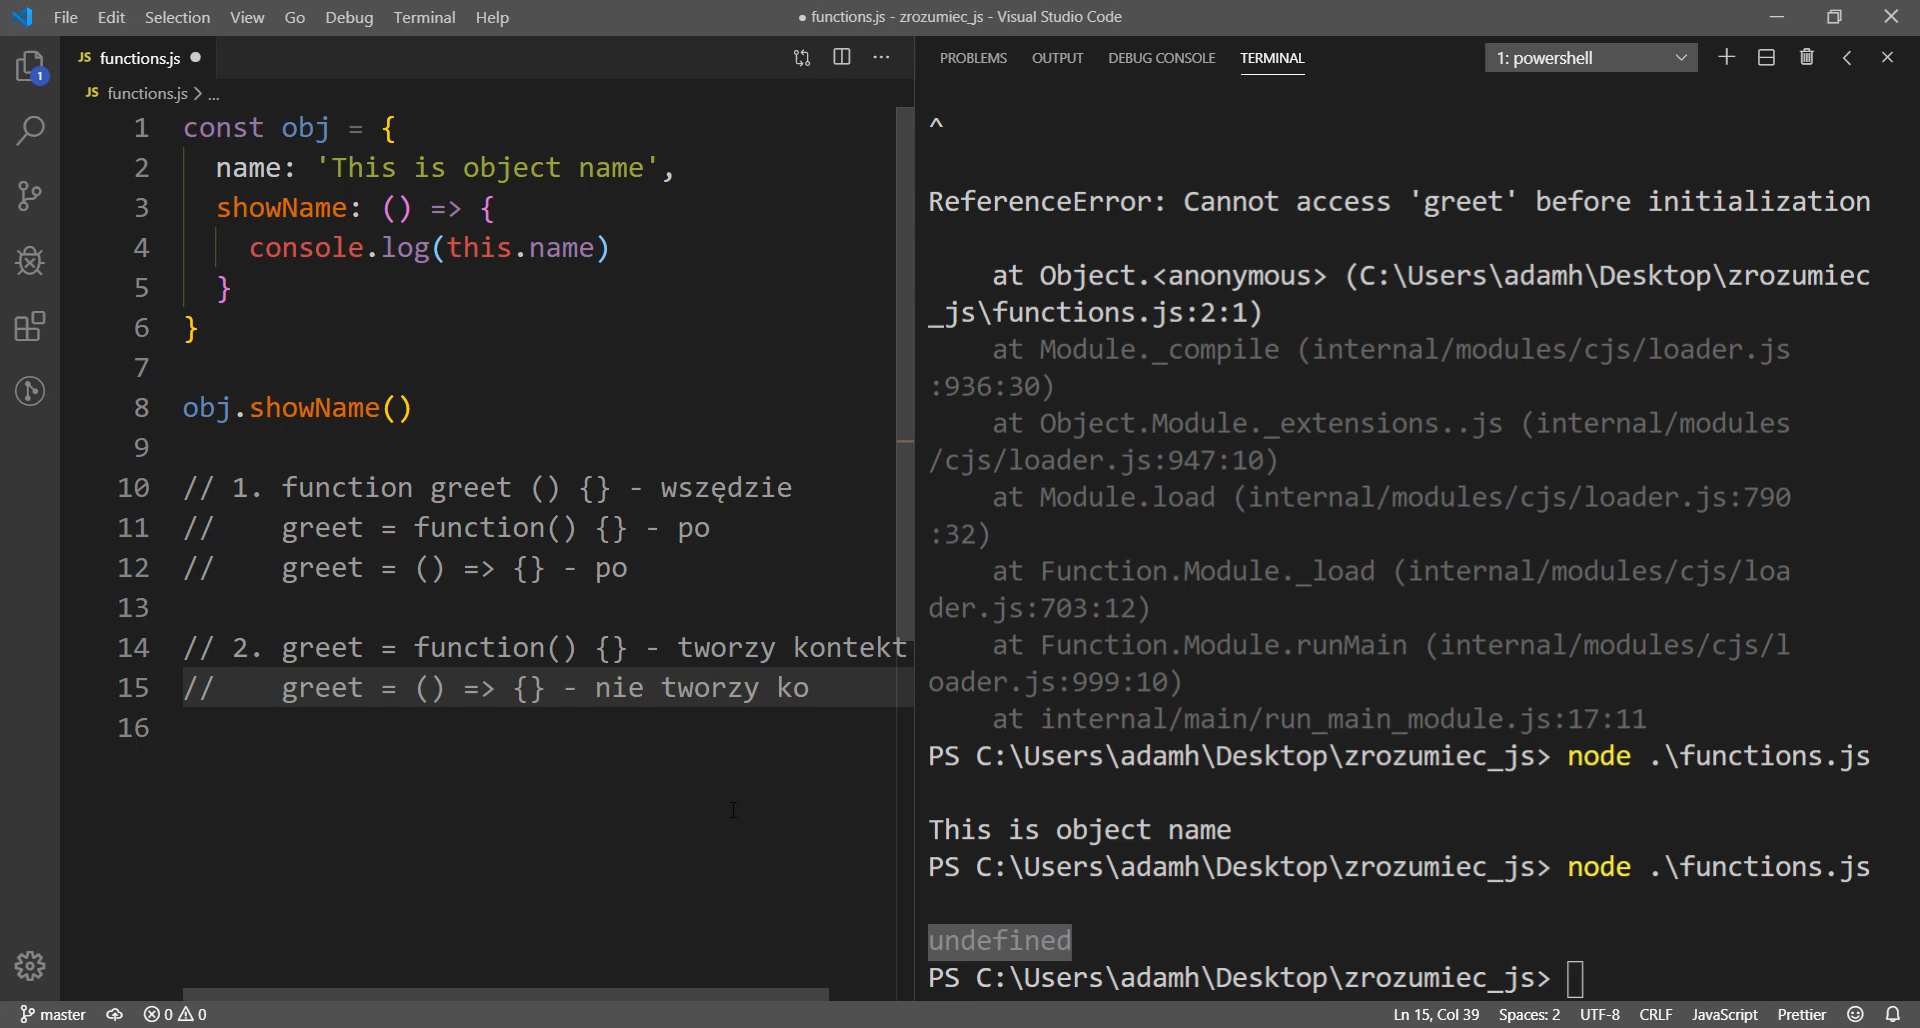 File Edit Selection View Go Debug Terminal Help
● functions.js - zrozumiec_js - Visual Studio Code
JS functions.js ●
JS functions.js > ...
1
1 const obj = {
2 name: 'This is object name',
3 showName: () => {
4 console.log(this.name)
5 }
6 }
7
8 obj.showName()
9
10 // 1. function greet () {} - wszędzie
11 // greet = function() {} - po
12 // greet = () => {} - po
13
14 // 2. greet = function() {} - tworzy kontekt
15 // greet = () => {} - nie tworzy ko
16
PROBLEMS OUTPUT DEBUG CONSOLE TERMINAL
1: powershell
^
ReferenceError: Cannot access 'greet' before initialization
at Object.<anonymous> (C:\Users\adamh\Desktop\zrozumiec
_js\functions.js:2:1)
at Module._compile (internal/modules/cjs/loader.js
:936:30)
at Object.Module._extensions..js (internal/modules
/cjs/loader.js:947:10)
at Module.load (internal/modules/cjs/loader.js:790
:32)
at Function.Module._load (internal/modules/cjs/loa
der.js:703:12)
at Function.Module.runMain (internal/modules/cjs/l
oader.js:999:10)
at internal/main/run_main_module.js:17:11
PS C:\Users\adamh\Desktop\zrozumiec_js> node .\functions.js
This is object name
PS C:\Users\adamh\Desktop\zrozumiec_js> node .\functions.js
undefined
PS C:\Users\adamh\Desktop\zrozumiec_js>
master 0 0
Ln 15, Col 39 Spaces: 2 UTF-8 CRLF JavaScript Prettier